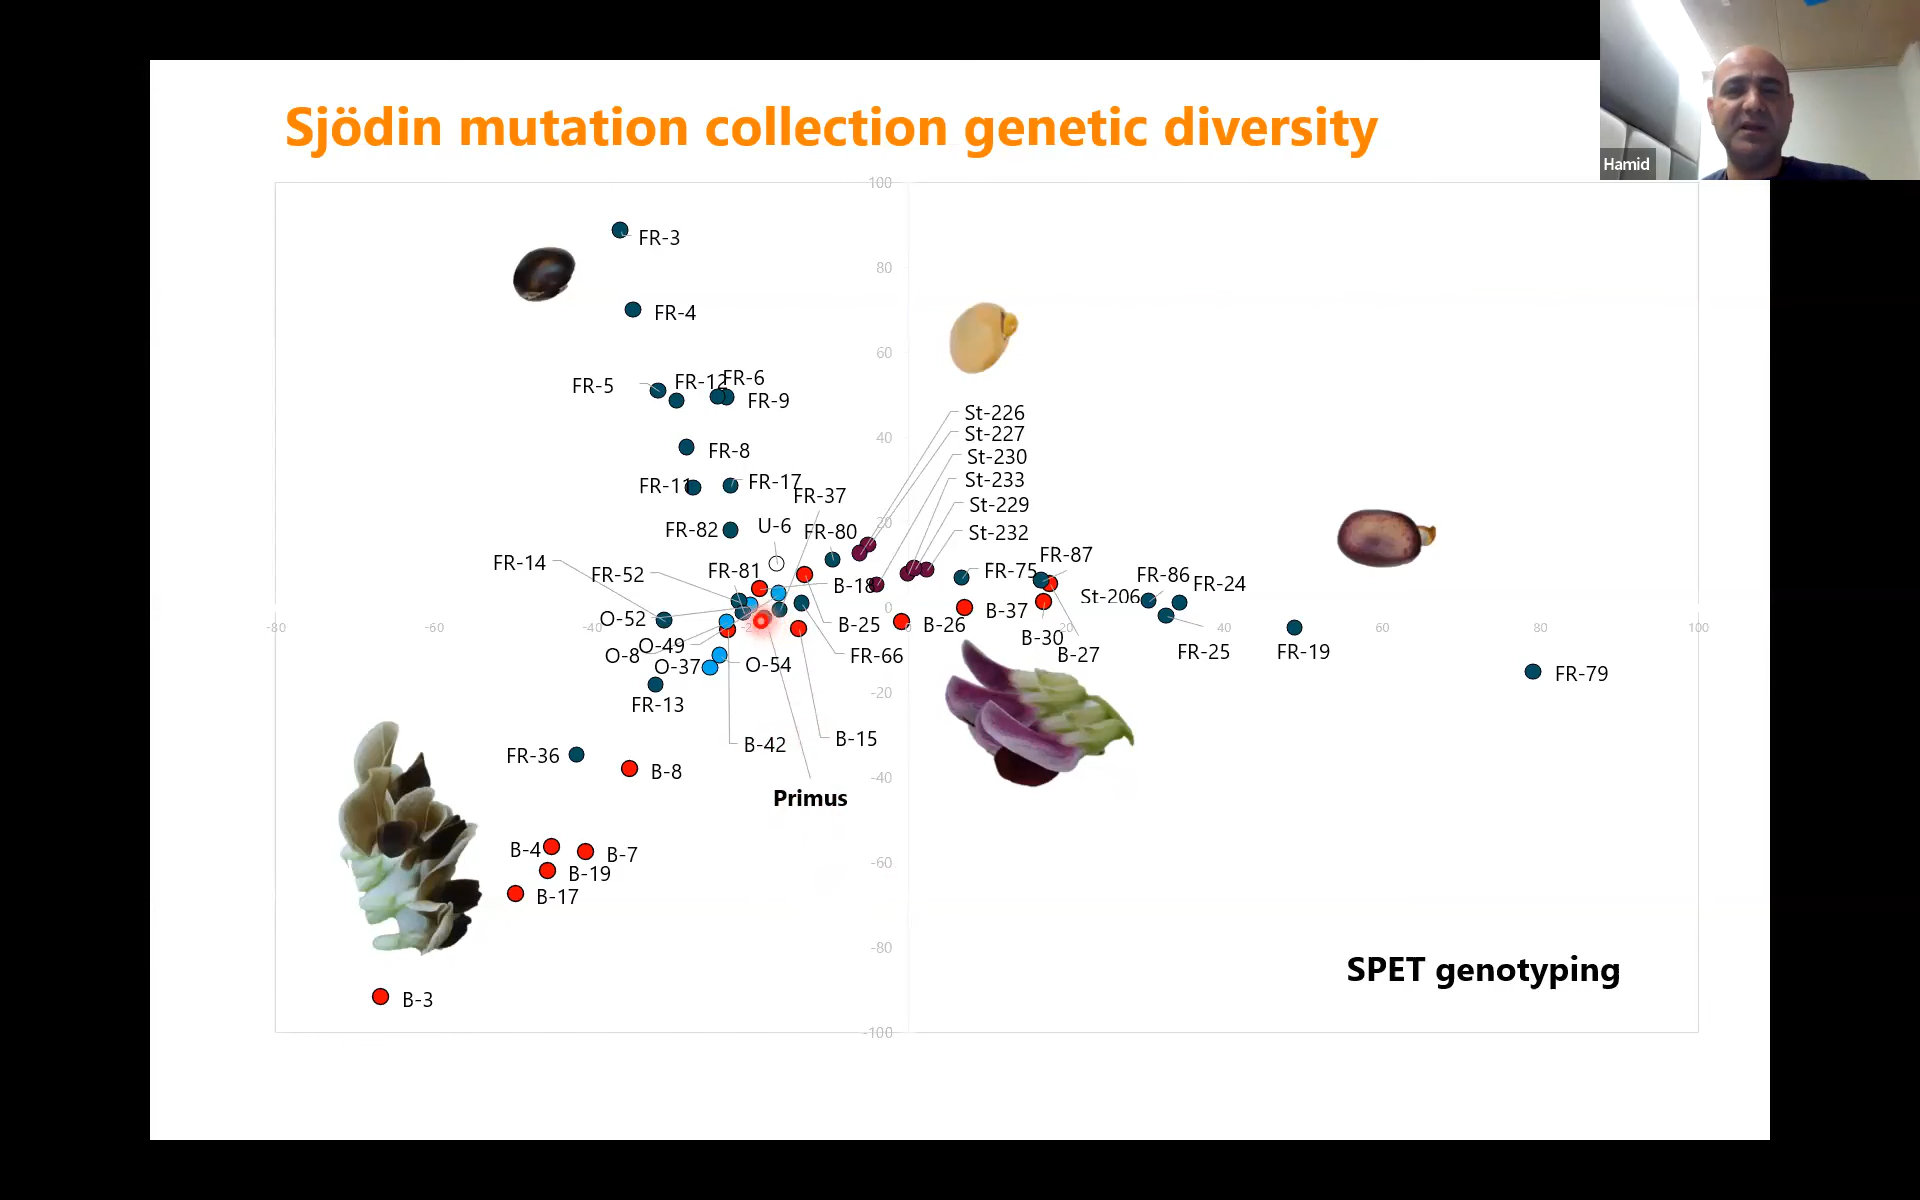 Sjödin mutation collection genetic diversity
Hamid
100
80
60
40
20
0
-20
-40
-60
-80
-100
-80
-60
-40
20
40
60
80
100
FR-3
FR-4
FR-5
FR-12
FR-6
FR-9
FR-8
FR-11
FR-17
FR-37
FR-82
U-6
FR-80
FR-14
FR-52
FR-81
B-18
St-226
St-227
St-230
St-233
St-229
St-232
FR-87
FR-75
FR-86
FR-24
St-206
O-52
O-49
O-8
O-37
O-54
B-25
B-26
B-37
B-30
B-27
FR-66
FR-25
FR-19
FR-79
FR-13
B-42
B-15
FR-36
B-8
Primus
B-4
B-7
B-19
B-17
B-3
SPET genotyping